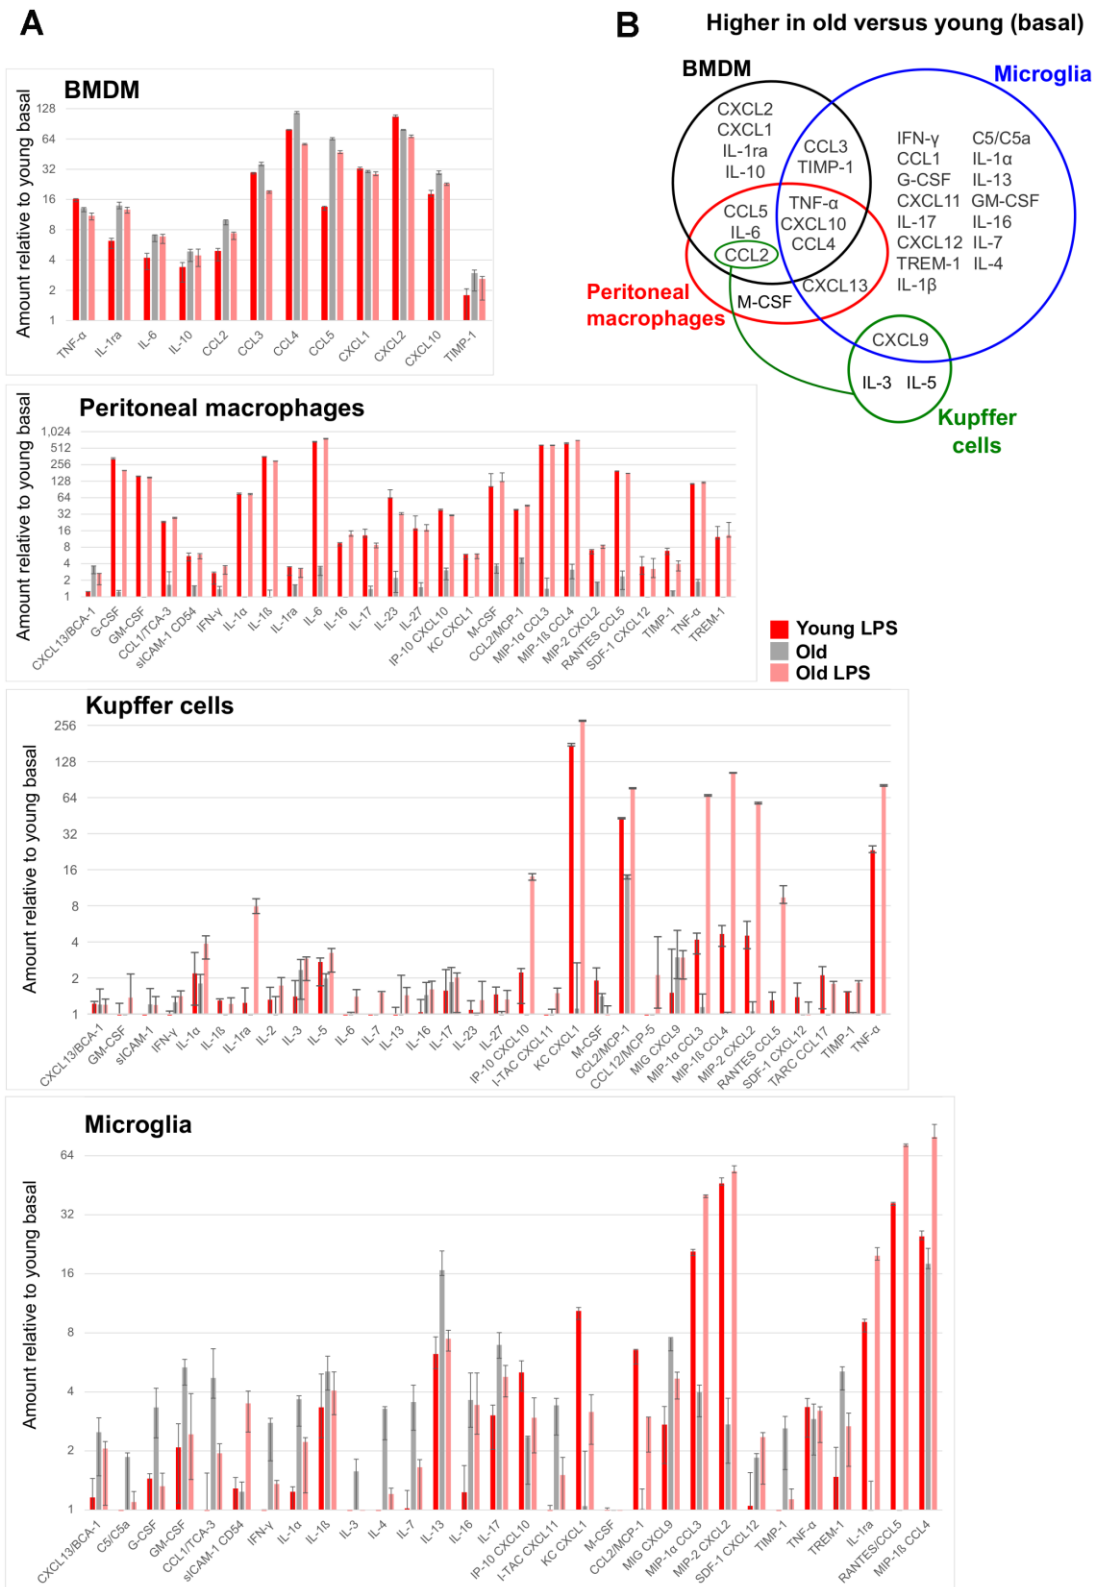 A
BMDM
Amount relative to young basal
128
64
32
16
8
4
2
1
TNF-α
IL-1ra
IL-6
IL-10
CCL2
CCL3
CCL4
CCL5
CXCL1
CXCL2
CXCL10
TIMP-1
B
Higher in old versus young (basal)
BMDM
Microglia
CXCL2
CXCL1
IL-1ra
IL-10
CCL3
TIMP-1
IFN-γ C5/C5a
CCL1 IL-1α
G-CSF IL-13
CXCL11 GM-CSF
IL-17 IL-16
CXCL12 IL-7
TREM-1 IL-4
IL-1β
TNF-α
CXCL10
CCL4
CCL5
IL-6
CCL2
CXCL13
M-CSF
Peritoneal
macrophages
CXCL9
IL-3 IL-5
Kupffer
cells
Peritoneal macrophages
Amount relative to young basal
1,024
512
256
128
64
32
16
8
4
2
1
CXCL13/BCA-1
G-CSF
GM-CSF
CCL1/TCA-3
sICAM-1 CD54
IFN-γ
IL-1α
IL-1ß
IL-1ra
IL-6
IL-16
IL-17
IL-23
IL-27
IP-10 CXCL10
KC CXCL1
M-CSF
CCL2/MCP-1
MIP-1α CCL3
MIP-1ß CCL4
MIP-2 CXCL2
RANTES CCL5
SDF-1 CXCL12
TIMP-1
TNF-α
TREM-1
Young LPS
Old
Old LPS
Kupffer cells
Amount relative to young basal
256
128
64
32
16
8
4
2
1
CXCL13/BCA-1
GM-CSF
sICAM-1
IFN-γ
IL-1α
IL-1ß
IL-1ra
IL-2
IL-3
IL-5
IL-6
IL-7
IL-13
IL-16
IL-17
IL-23
IL-27
IP-10 CXCL10
I-TAC CXCL11
KC CXCL1
M-CSF
CCL2/MCP-1
CCL12/MCP-5
MIG CXCL9
MIP-1α CCL3
MIP-1ß CCL4
MIP-2 CXCL2
RANTES CCL5
SDF-1 CXCL12
TARC CCL17
TIMP-1
TNF-α
Microglia
Amount relative to young basal
64
32
16
8
4
2
1
CXCL13/BCA-1
C5/C5a
G-CSF
GM-CSF
CCL1/TCA-3
sICAM-1 CD54
IFN-γ
IL-1α
IL-1ß
IL-3
IL-4
IL-7
IL-13
IL-16
IL-17
IP-10 CXCL10
I-TAC CXCL11
KC CXCL1
M-CSF
CCL2/MCP-1
MIG CXCL9
MIP-1α CCL3
MIP-2 CXCL2
SDF-1 CXCL12
TIMP-1
TNF-α
TREM-1
IL-1ra
RANTES/CCL5
MIP-1ß CCL4